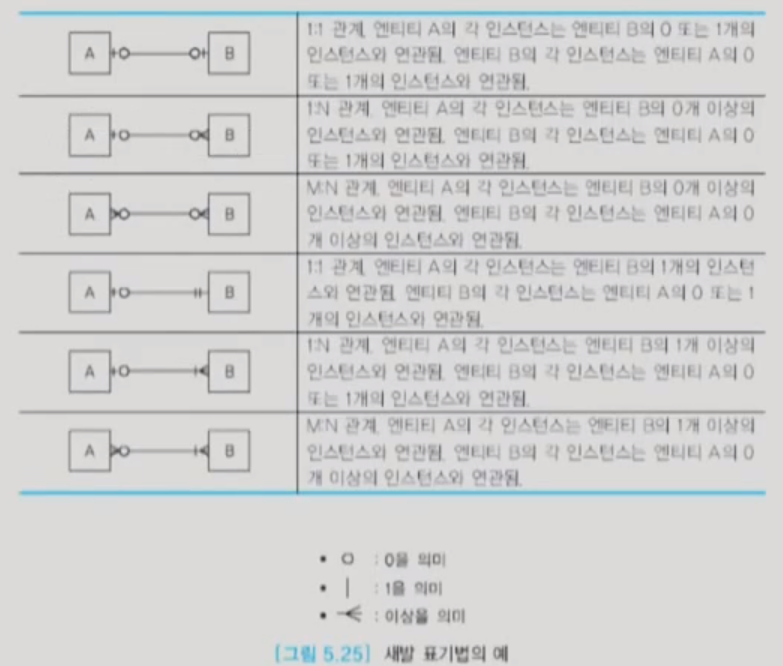 A
B
1:1 관계, 엔티티 A의 각 인스턴스는 엔티티 B의 0 또는 1개의
인스턴스와 연관됨, 엔티티 B의 각 인스턴스는 엔티티 A의 0
또는 1개의 인스턴스와 연관됨,
A
B
1:N 관계, 엔티티 A의 각 인스턴스는 엔티티 B의 0개 이상의
인스턴스와 연관됨, 엔티티 B의 각 인스턴스는 엔티티 A의 0
또는 1개의 인스턴스와 연관됨,
A
B
M:N 관계, 엔티티 A의 각 인스턴스는 엔티티 B의 0개 이상의
인스턴스와 연관됨, 엔티티 B의 각 인스턴스는 엔티티 A의 0
개 이상의 인스턴스와 연관됨,
A
B
1:1 관계, 엔티티 A의 각 인스턴스는 엔티티 B의 1개의 인스턴
스와 연관됨, 엔티티 B의 각 인스턴스는 엔티티 A의 0 또는 1
개의 인스턴스와 연관됨,
A
B
1:N 관계, 엔티티 A의 각 인스턴스는 엔티티 B의 1개 이상의
인스턴스와 연관됨, 엔티티 B의 각 인스턴스는 엔티티 A의 0
또는 1개의 인스턴스와 연관됨,
A
B
M:N 관계, 엔티티 A의 각 인스턴스는 엔티티 B의 1개 이상의
인스턴스와 연관됨, 엔티티 B의 각 인스턴스는 엔티티 A의 0
개 이상의 인스턴스와 연관됨,
• : 0을 의미
• : 1을 의미
• : 이상을 의미
[그림 5.25] 새발 표기법의 예